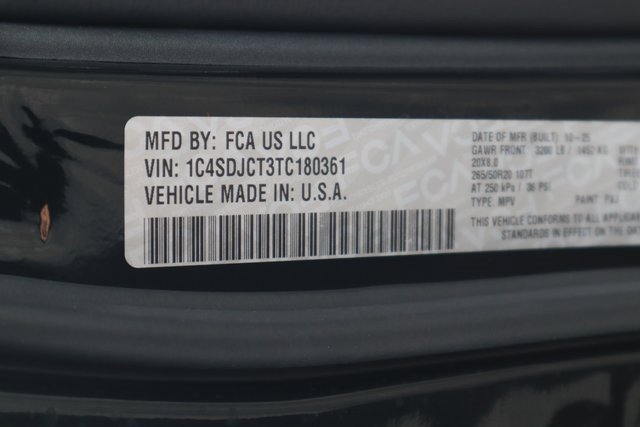 MFD BY: FCA US LLC
VIN: 1C4SDJCT3TC180361
VEHICLE MADE IN: U.S.A.
DATE OF MFR (BUILT) 10-25
GAWR FRONT: 3200 LB / 1452 KG
20X8.0
265/50R20 107T
AT 250 kPa / 36 PSI
TYPE: MPV PAINT: PXJ
THIS VEHICLE CONFORMS TO ALL APPLICABLE
STANDARDS IN EFFECT ON THE DATE